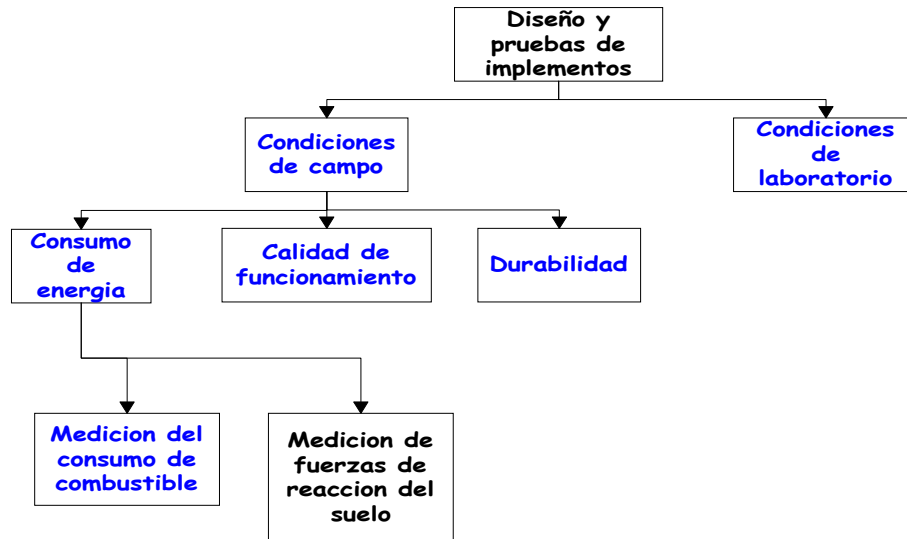 Diseño y
pruebas de
implementos
Condiciones
de campo
Condiciones
de
laboratorio
Consumo
de
energia
Calidad de
funcionamiento
Durabilidad
Medicion del
consumo de
combustible
Medicion de
fuerzas de
reaccion del
suelo